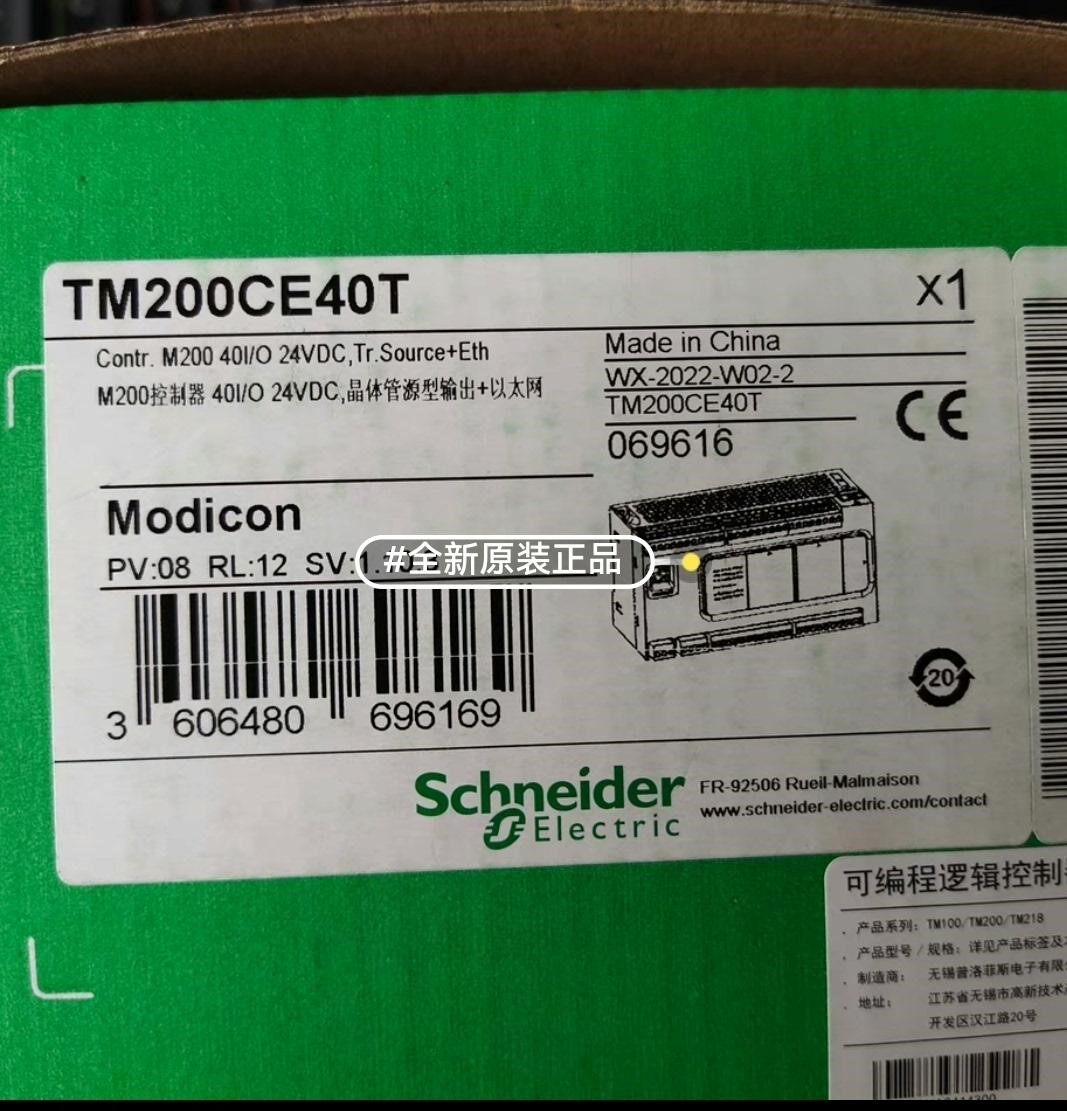 TM200CE40T
X1
Contr. M200 40I/O 24VDC,Tr.Source+Eth
M200控制器 40I/O 24VDC,晶体管源型输出+以太网
Made in China
WX-2022-W02-2
TM200CE40T
069616
CE
Modicon
PV:08 RL:12 SV:1.
#全新原装正品
3 606480 696169
20
Schneider
Electric
FR-92506 Rueil-Malmaison
www.schneider-electric.com/contact
可编程逻辑控制
产品系列: TM100/TM200/TM218
产品型号/规格: 详见产品标签及
制造商: 无锡普洛菲斯电子有限
地址: 江苏省无锡市高新技术
开发区汉江路20号